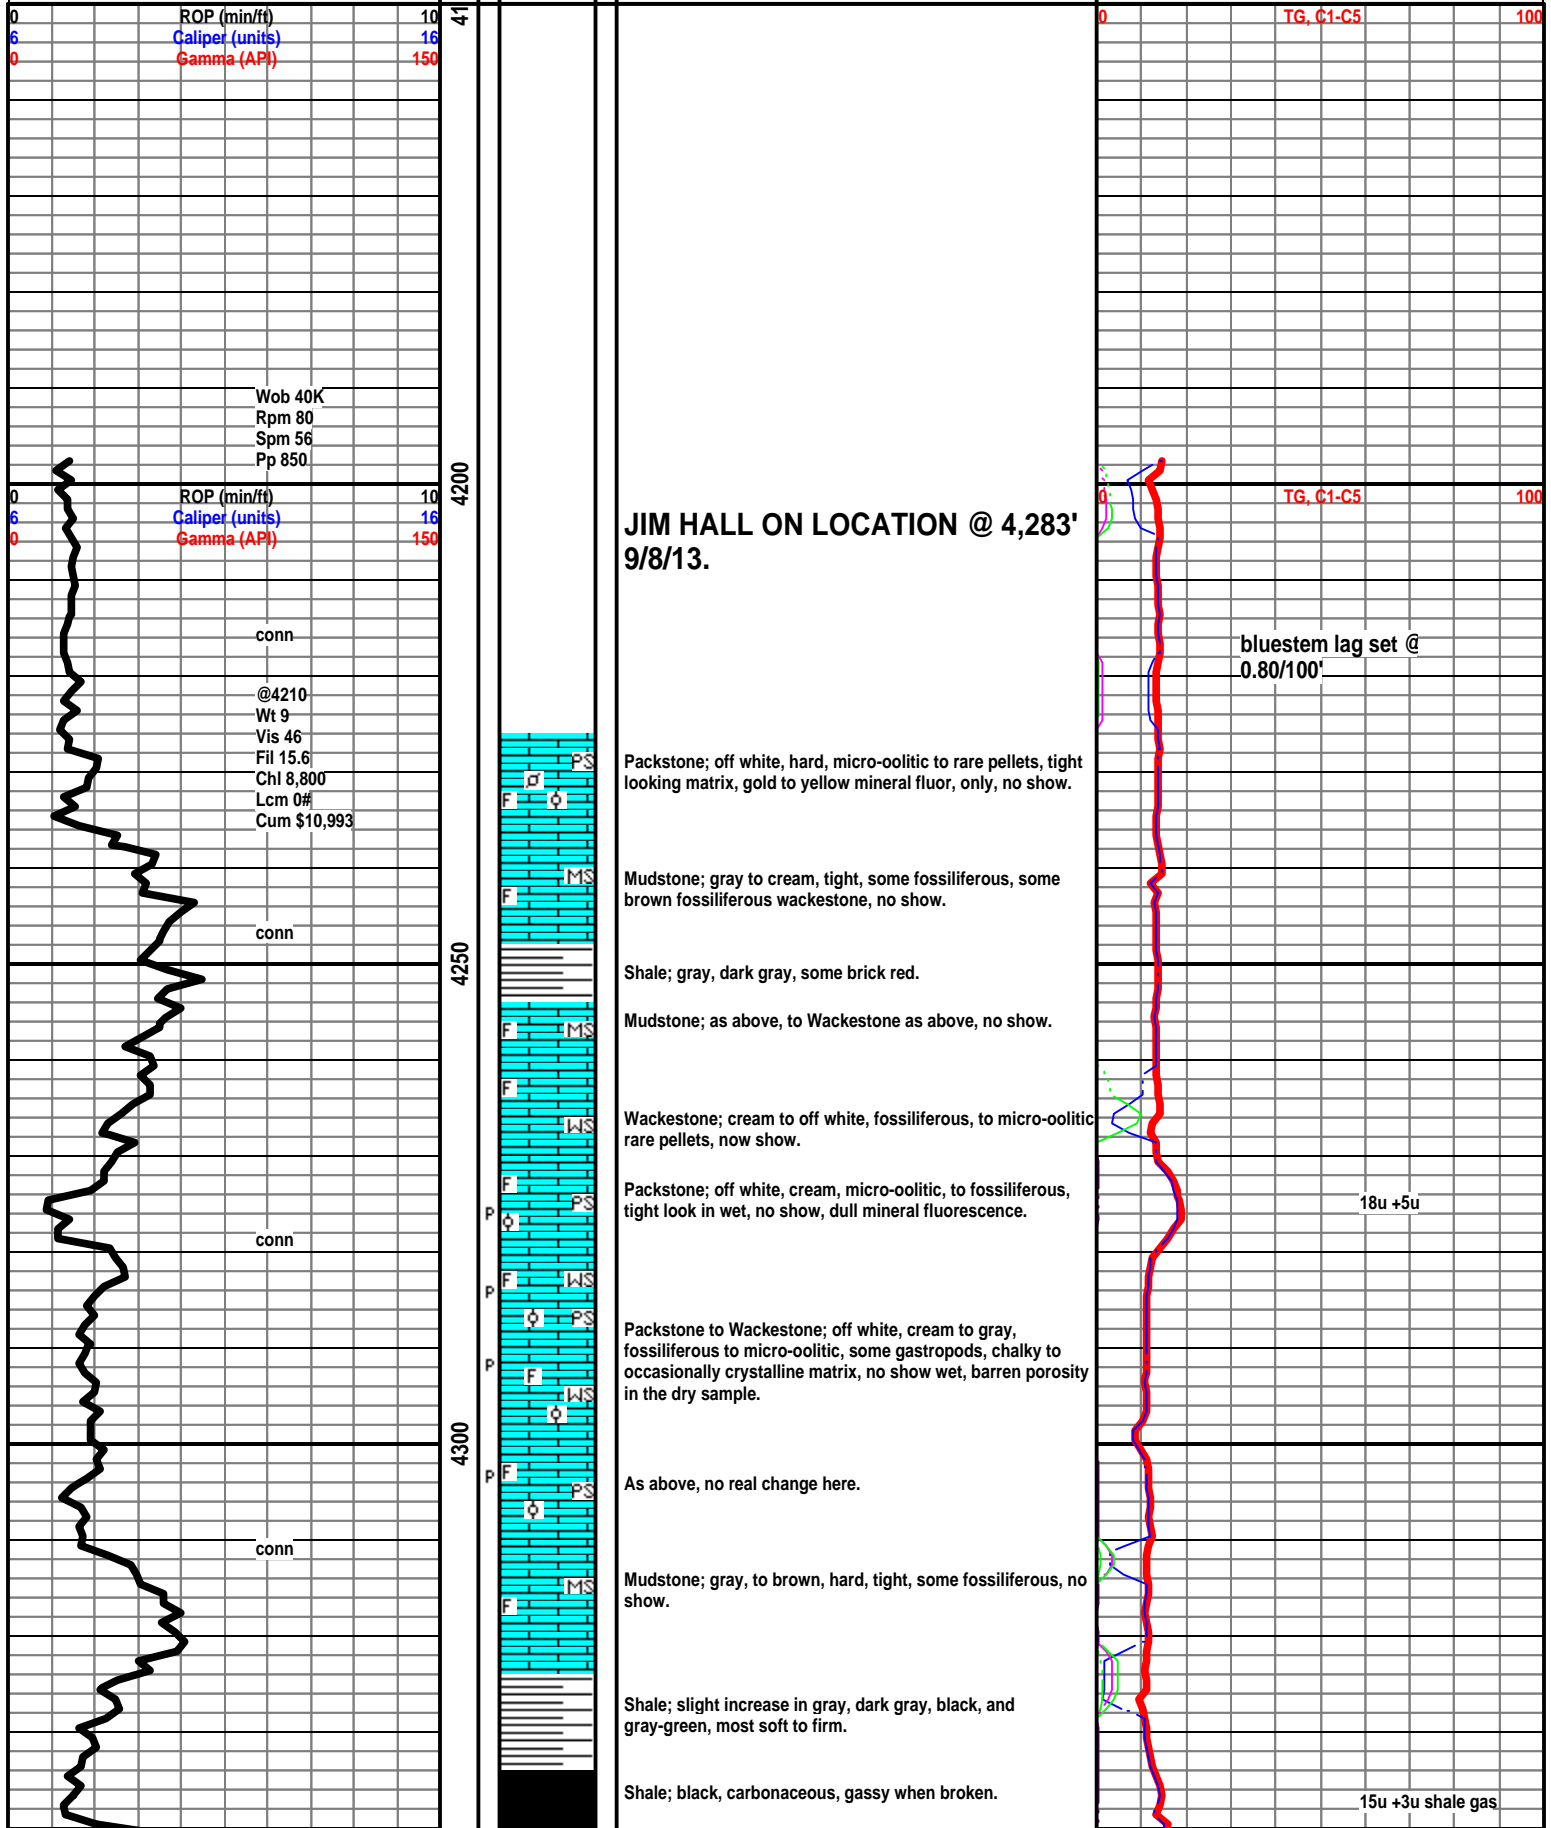 0 ROP (min/ft) 10
6 Caliper (units) 16
0 Gamma (API) 150
41
0 TG, C1-C5 100
Wob 40K
Rpm 80
Spm 56
Pp 850
4200
0 ROP (min/ft) 10
6 Caliper (units) 16
0 Gamma (API) 150
0 TG, C1-C5 100
JIM HALL ON LOCATION @ 4,283'
9/8/13.
conn
bluestem lag set @
0.80/100'
@4210
Wt 9
Vis 46
Fil 15.6
Chl 8,800
Lcm 0#
Cum $10,993
PS
F
Packstone; off white, hard, micro-oolitic to rare pellets, tight
looking matrix, gold to yellow mineral fluor, only, no show.
MS
F
Mudstone; gray to cream, tight, some fossiliferous, some
brown fossiliferous wackestone, no show.
conn
4250
Shale; gray, dark gray, some brick red.
F MS
Mudstone; as above, to Wackestone as above, no show.
F
WS
Wackestone; cream to off white, fossiliferous, to micro-oolitic
rare pellets, now show.
F
PS
P
Packstone; off white, cream, micro-oolitic, to fossiliferous,
tight look in wet, no show, dull mineral fluorescence.
18u +5u
conn
F WS
P
PS
Packstone to Wackestone; off white, cream to gray,
fossiliferous to micro-oolitic, some gastropods, chalky to
occasionally crystalline matrix, no show wet, barren porosity
in the dry sample.
P
F
WS
4300
P F
PS
As above, no real change here.
conn
MS
F
Mudstone; gray, to brown, hard, tight, some fossiliferous, no
show.
Shale; slight increase in gray, dark gray, black, and
gray-green, most soft to firm.
Shale; black, carbonaceous, gassy when broken.
15u +3u shale gas